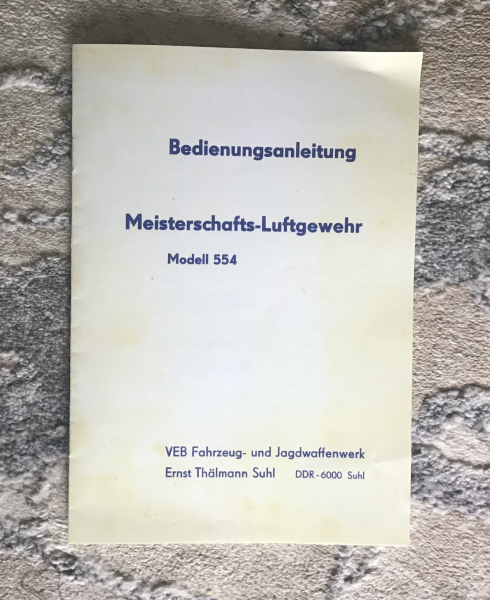 Bedienungsanleitung
Meisterschafts-Luftgewehr
Modell 554
VEB Fahrzeug- und Jagdwaffenwerk
Ernst Thälmann Suhl DDR-6000 Suhl